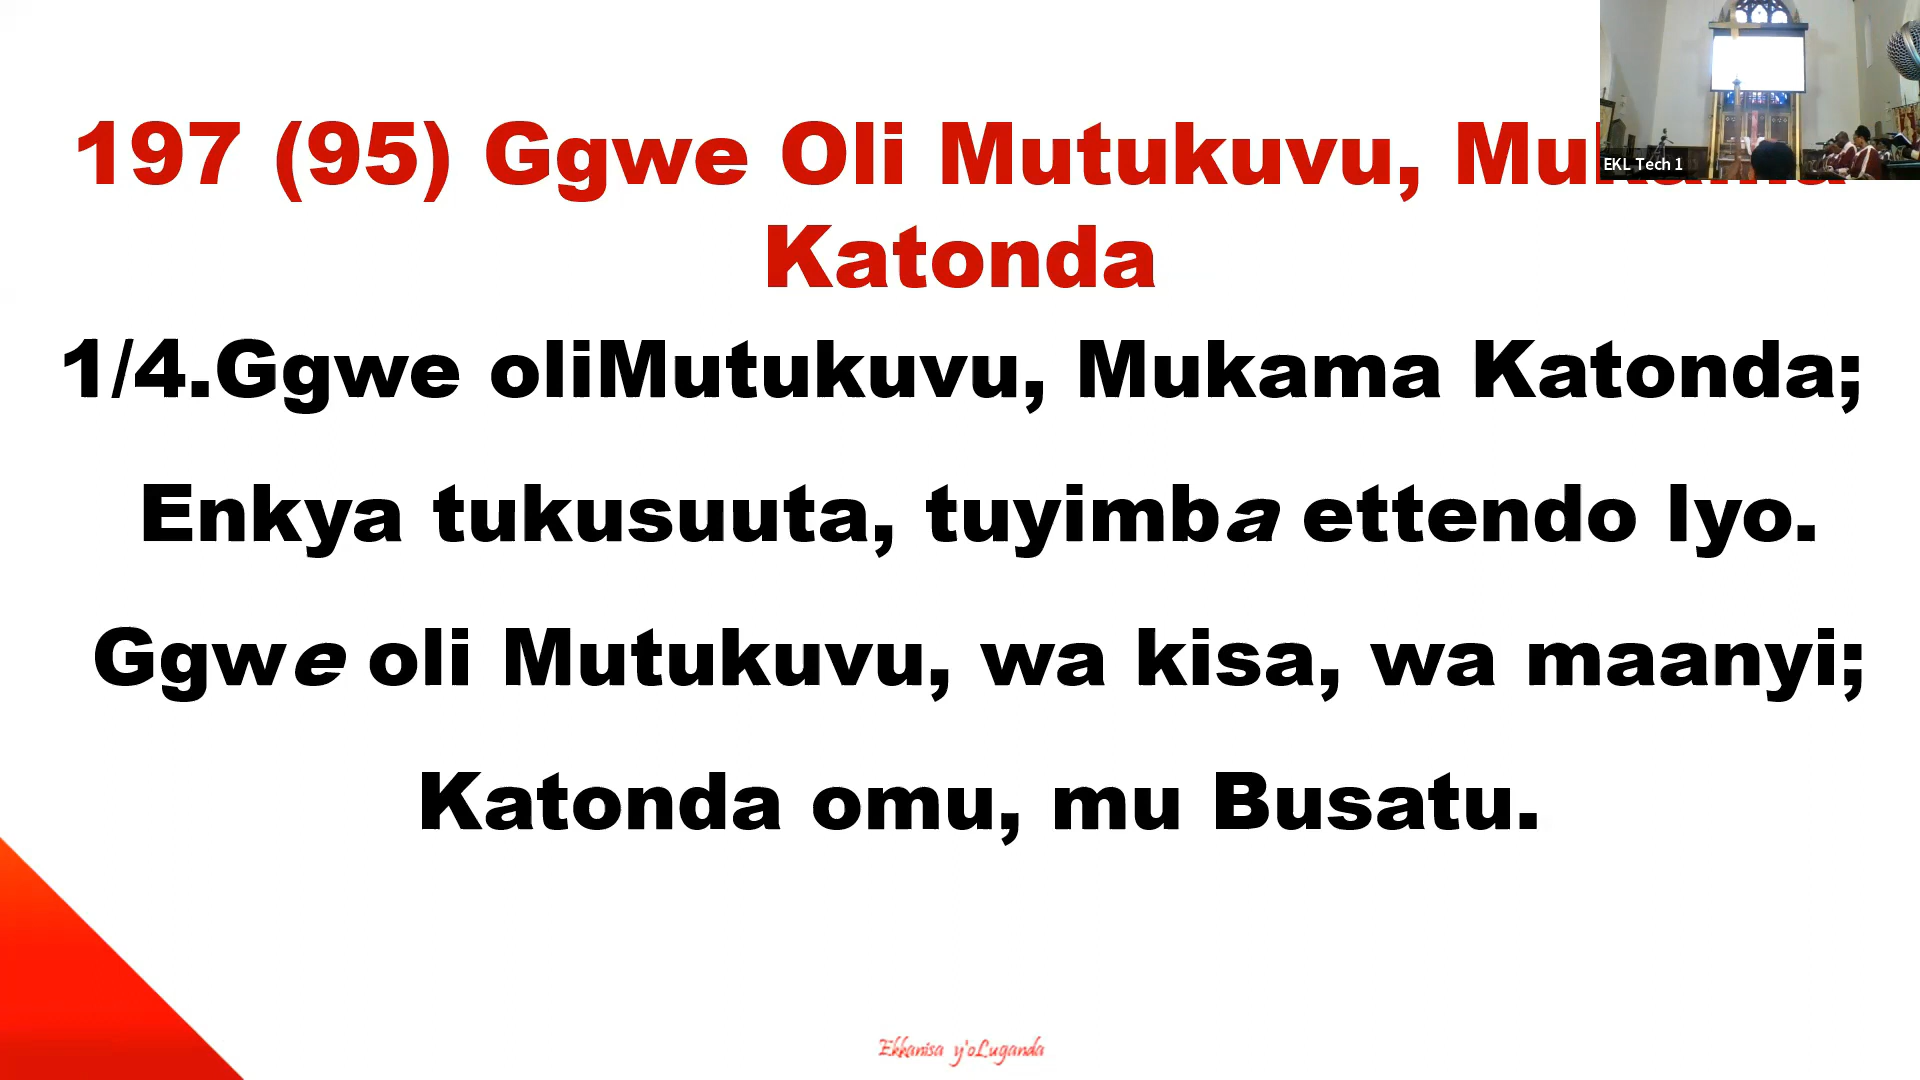 197 (95) Ggwe Oli Mutukuvu, Mukama
Katonda
1/4.Ggwe oliMutukuvu, Mukama Katonda;
Enkya tukusuuta, tuyimba ettendo lyo.
Ggwe oli Mutukuvu, wa kisa, wa maanyi;
Katonda omu, mu Busatu.
EKL Tech 1
Ekkanisa y'oLuganda